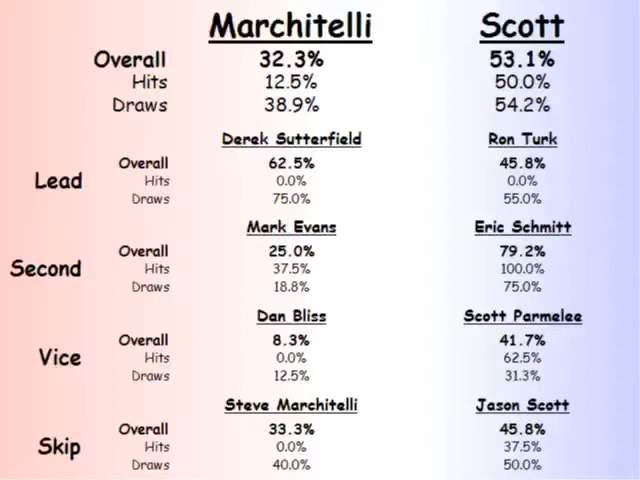 Marchitelli Scott
Overall 32.3% 53.1%
Hits 12.5% 50.0%
Draws 38.9% 54.2%
Derek Sutterfield Ron Turk
Overall 62.5% 45.8%
Lead Hits 0.0% 0.0%
Draws 75.0% 55.0%
Mark Evans Eric Schmitt
Overall 25.0% 79.2%
Second Hits 37.5% 100.0%
Draws 18.8% 75.0%
Dan Bliss Scott Parmelee
Overall 8.3% 41.7%
Vice Hits 0.0% 62.5%
Draws 12.5% 31.3%
Steve Marchitelli Jason Scott
Overall 33.3% 45.8%
Skip Hits 0.0% 37.5%
Draws 40.0% 50.0%